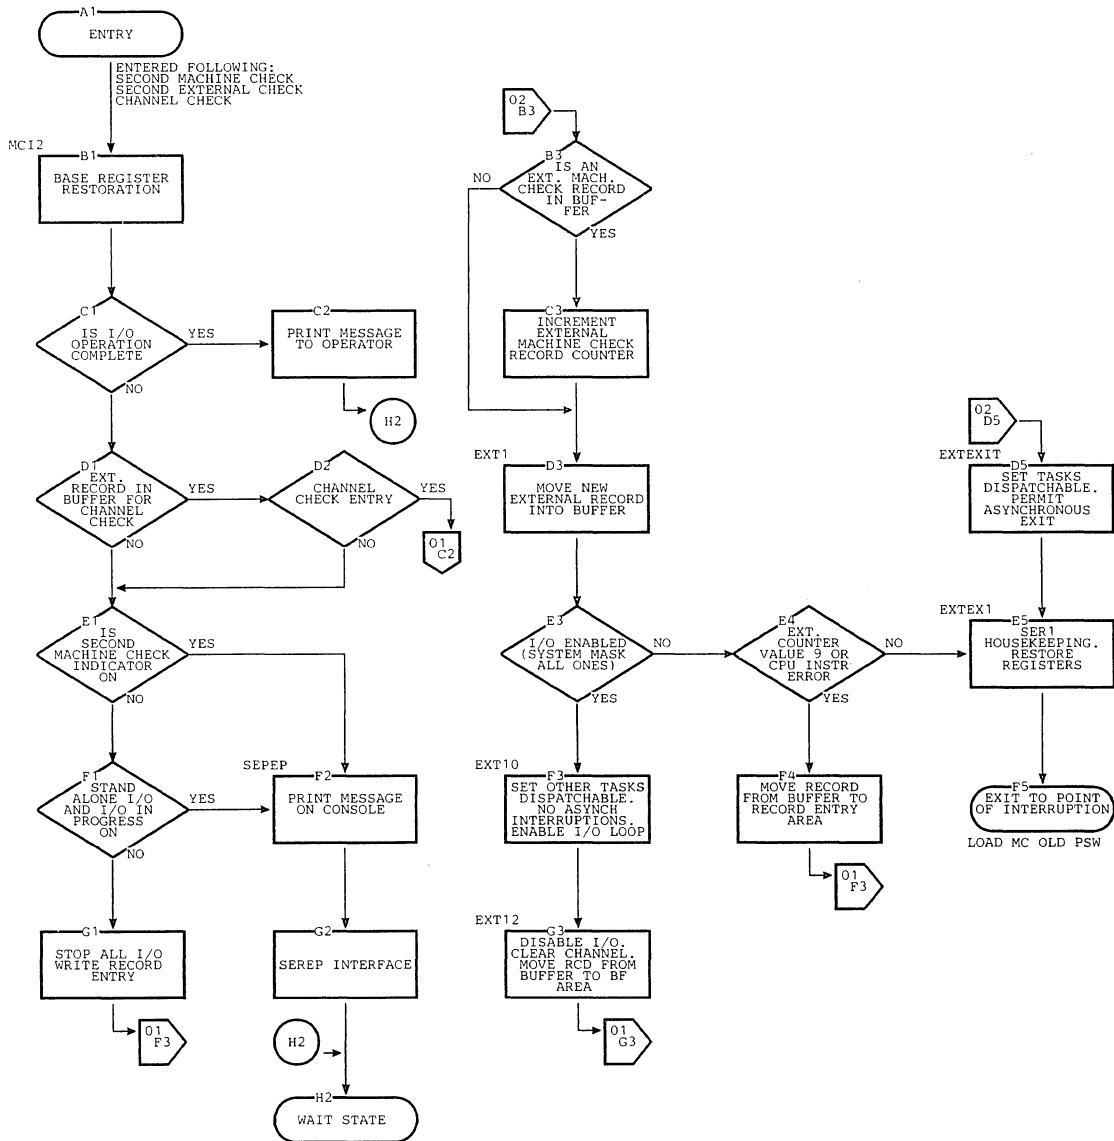 A1
ENTRY
ENTERED FOLLOWING:
SECOND MACHINE CHECK
SECOND EXTERNAL CHECK
CHANNEL CHECK
MCI2
B1
BASE REGISTER
RESTORATION
C1
IS I/O
OPERATION
COMPLETE
YES
NO
C2
PRINT MESSAGE
TO OPERATOR
H2
D1
EXT.
RECORD IN
BUFFER FOR
CHANNEL
CHECK
YES
NO
D2
CHANNEL
CHECK ENTRY
YES
NO
01
C2
E1
IS
SECOND
MACHINE CHECK
INDICATOR
ON
YES
NO
F1
STAND
ALONE I/O
AND I/O IN
PROGRESS
ON
YES
NO
SEPEP
F2
PRINT MESSAGE
ON CONSOLE
G1
STOP ALL I/O
WRITE RECORD
ENTRY
01
F3
G2
SEREP INTERFACE
H2
H2
WAIT STATE
02
B3
B3
IS AN
EXT. MACH.
CHECK RECORD
IN BUF-
FER
NO
YES
C3
INCREMENT
EXTERNAL
MACHINE CHECK
RECORD COUNTER
EXT1
D3
MOVE NEW
EXTERNAL RECORD
INTO BUFFER
E3
I/O ENABLED
(SYSTEM MASK
ALL ONES)
NO
YES
EXT10
F3
SET OTHER TASKS
DISPATCHABLE.
NO ASYNCH
INTERRUPTIONS.
ENABLE I/O LOOP
EXT12
G3
DISABLE I/O.
CLEAR CHANNEL.
MOVE RCD FROM
BUFFER TO BF
AREA
01
G3
E4
EXT.
COUNTER
VALUE 9 OR
CPU INSTR
ERROR
NO
YES
F4
MOVE RECORD
FROM BUFFER TO
RECORD ENTRY
AREA
01
F3
02
D5
EXTEXIT
D5
SET TASKS
DISPATCHABLE.
PERMIT
ASYNCHRONOUS
EXIT
EXTEX1
E5
SER1
HOUSEKEEPING.
RESTORE
REGISTERS
F5
EXIT TO POINT
OF INTERRUPTION
LOAD MC OLD PSW